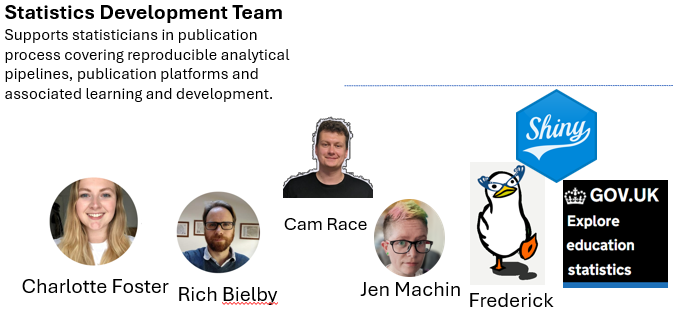 Statistics Development Team
Supports statisticians in publication
process covering reproducible analytical
pipelines, publication platforms and
associated learning and development.
Shiny
GOV.UK
Explore
education
statistics
Cam Race
Charlotte Foster
Rich Bielby
Jen Machin
Frederick